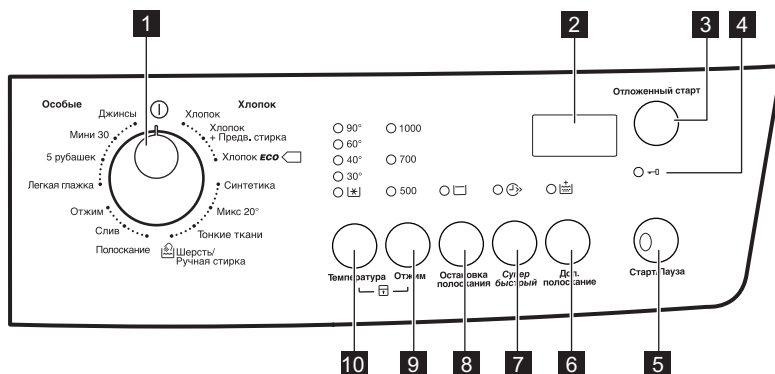 1
2
3
4
Особые
Хлопок
Отложенный старт
Джинсы
Мини 30
5 рубашек
Легкая глажка
Отжим
Слив
Полоскание
Хлопок
Хлопок
+ Предв. стирка
Хлопок ECO
Синтетика
Микс 20°
Тонкие ткани
Шерсть/
Ручная стирка
90°
60°
40°
30°
1000
700
500
Температура
Отжим
Остановка
полоскания
Супер
быстрый
Доп.
полоскание
Старт/Пауза
10
9
8
7
6
5